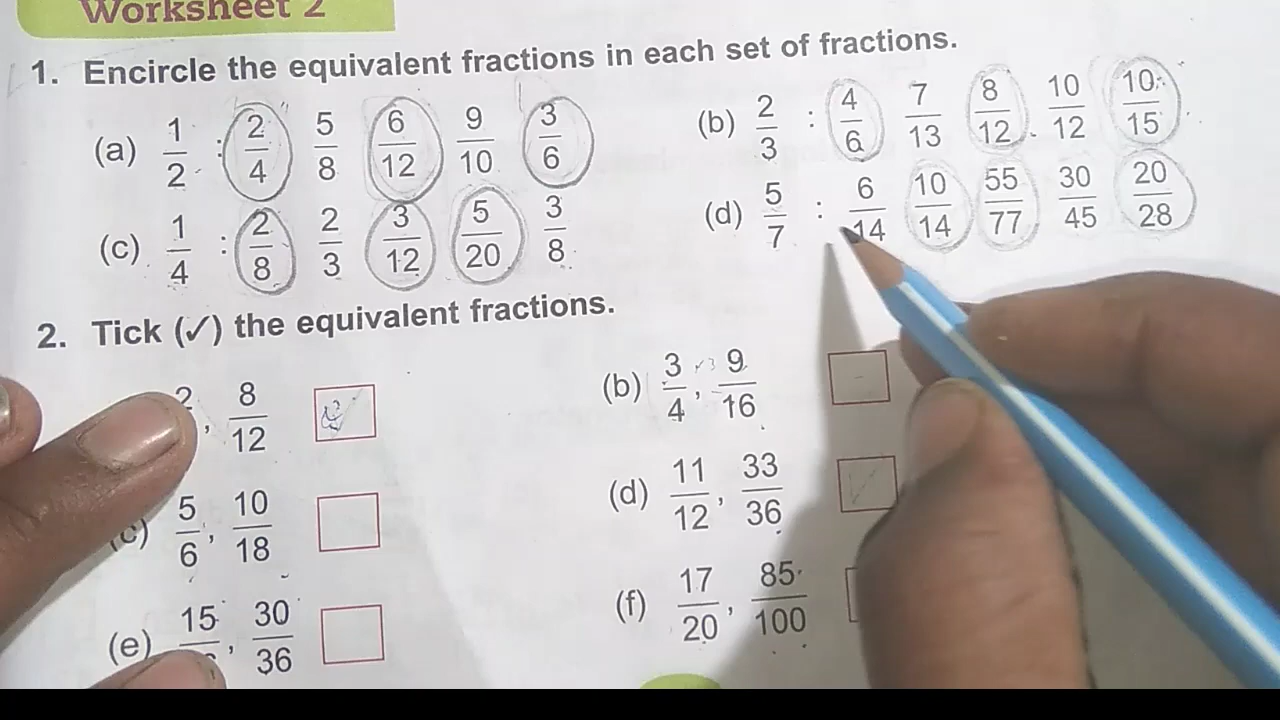 Worksheet 2
1. Encircle the equivalent fractions in each set of fractions.
(a) 1/2 : 2/4 5/8 6/12 9/10 3/6
(b) 2/3 : 4/6 7/13 8/12 10/12 10/15
(c) 1/4 : 2/8 2/3 3/12 5/20 3/8
(d) 5/7 : 6/14 10/14 55/77 30/45 20/28
2. Tick (✓) the equivalent fractions.
2 , 8/12
(b) 3/4 , 9/16
(c) 5/6 , 10/18
(d) 11/12 , 33/36
(e) 15 , 30/36
(f) 17/20 , 85/100